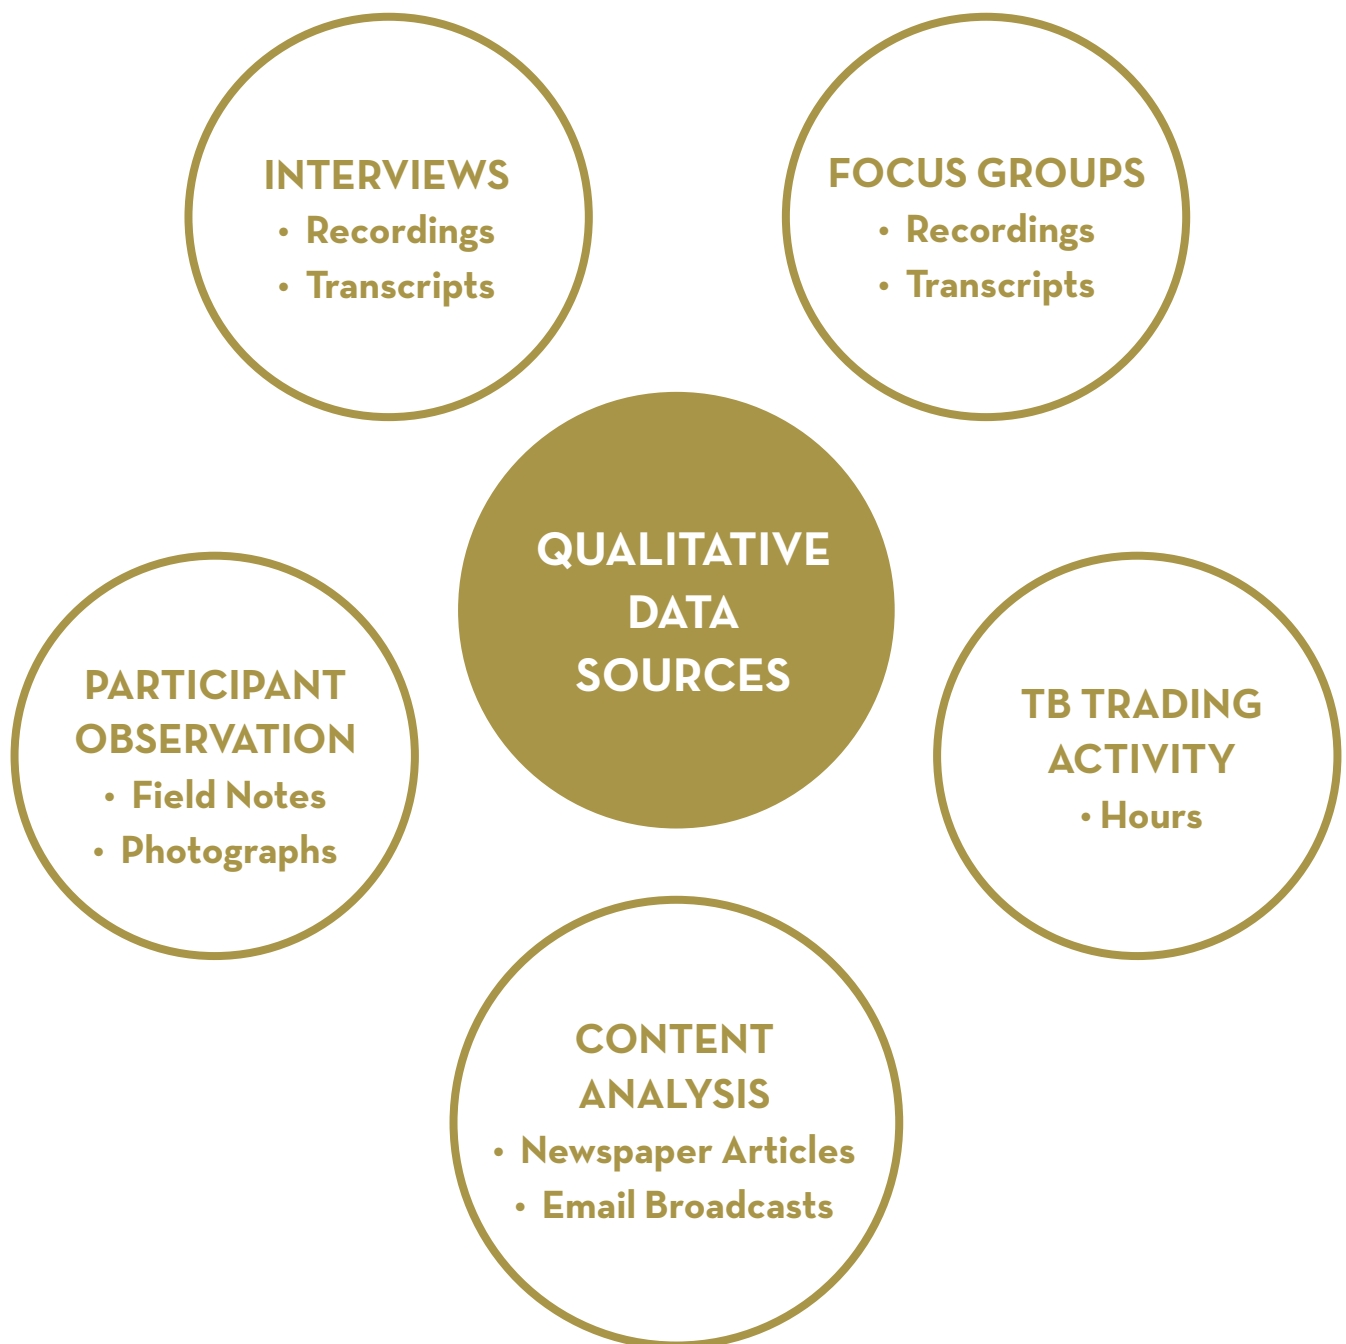 INTERVIEWS
• Recordings
• Transcripts
FOCUS GROUPS
• Recordings
• Transcripts
QUALITATIVE
DATA
SOURCES
PARTICIPANT
OBSERVATION
• Field Notes
• Photographs
TB TRADING
ACTIVITY
• Hours
CONTENT
ANALYSIS
• Newspaper Articles
• Email Broadcasts